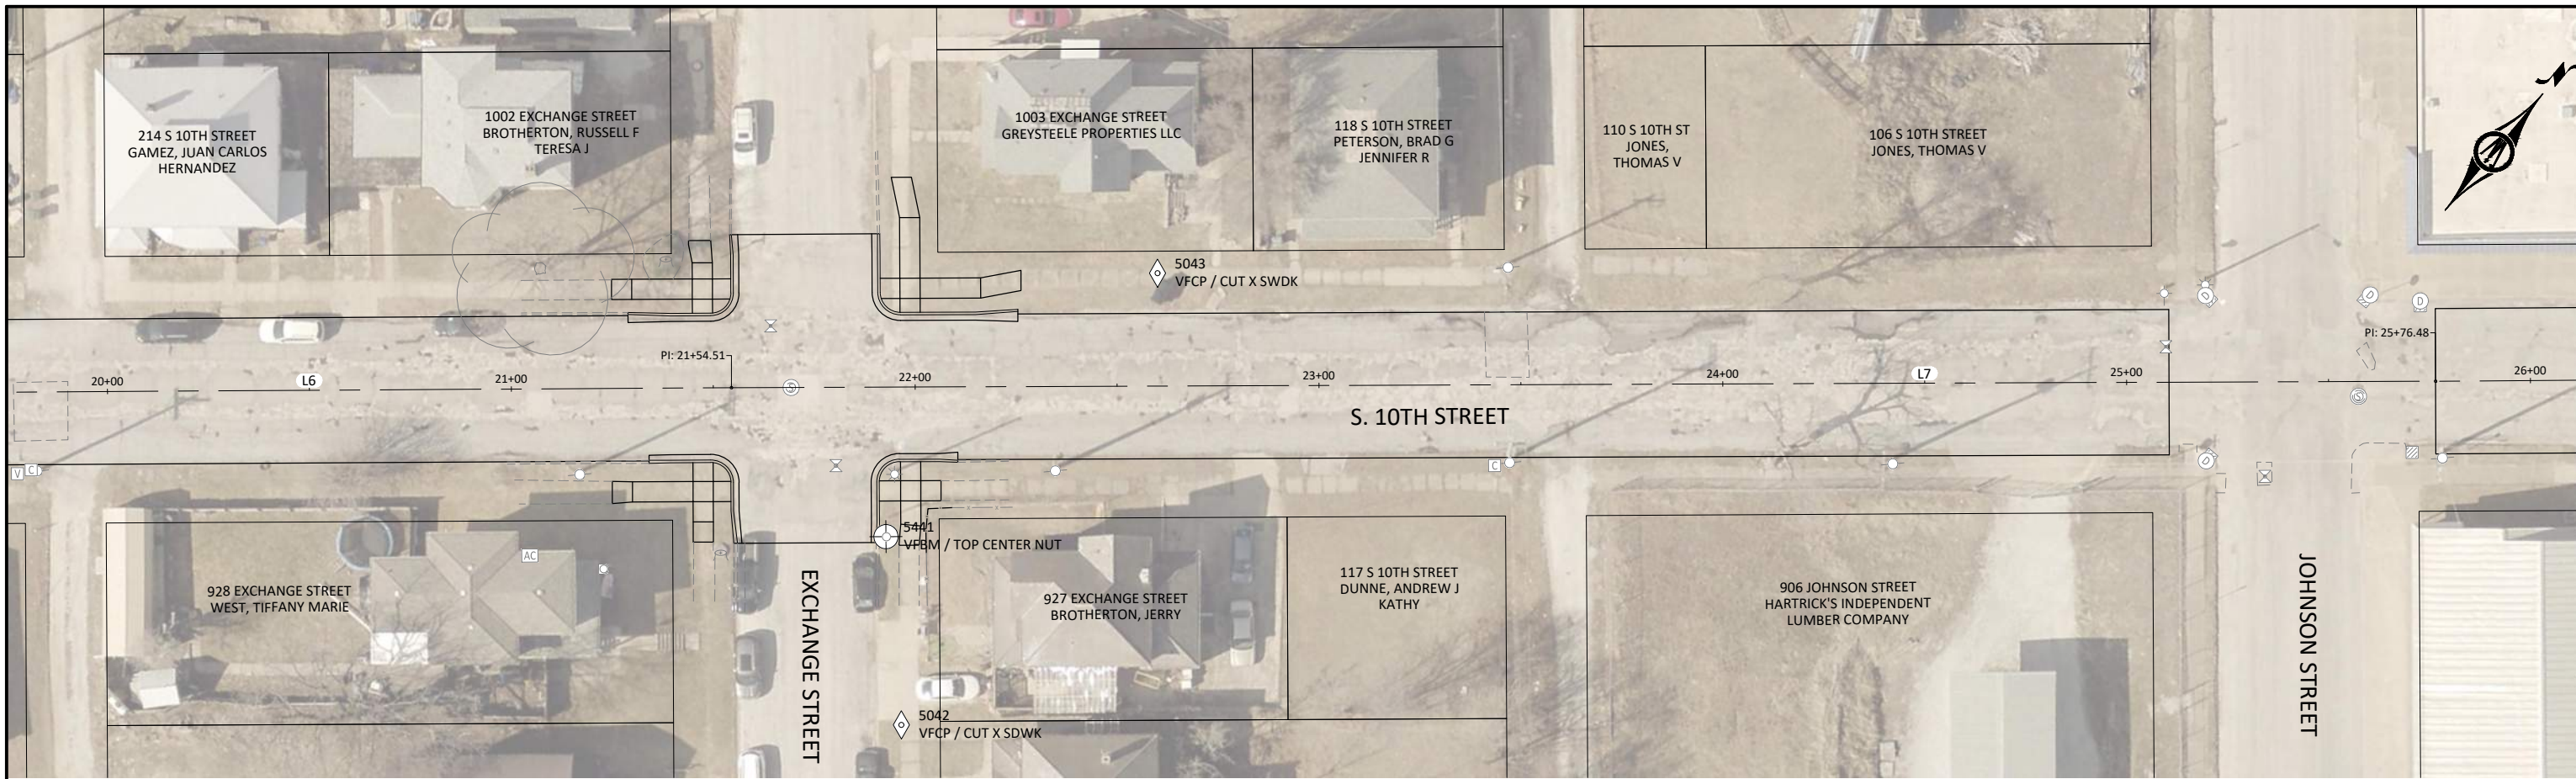 214 S 10TH STREET
GAMEZ, JUAN CARLOS
HERNANDEZ
1002 EXCHANGE STREET
BROTHERTON, RUSSELL F
TERESA J
1003 EXCHANGE STREET
GREYSTEELE PROPERTIES LLC
118 S 10TH STREET
PETERSON, BRAD G
JENNIFER R
110 S 10TH ST
JONES,
THOMAS V
106 S 10TH STREET
JONES, THOMAS V
N
5043
VFCP / CUT X SWDK
D
D
D
PI: 21+54.51
PI: 25+76.48
20+00
L6
21+00
22+00
23+00
24+00
L7
25+00
26+00
S
S
S. 10TH STREET
V
C
C
D
5441
VFBM / TOP CENTER NUT
AC
928 EXCHANGE STREET
WEST, TIFFANY MARIE
EXCHANGE STREET
927 EXCHANGE STREET
BROTHERTON, JERRY
117 S 10TH STREET
DUNNE, ANDREW J
KATHY
906 JOHNSON STREET
HARTRICK'S INDEPENDENT
LUMBER COMPANY
JOHNSON STREET
5042
VFCP / CUT X SDWK